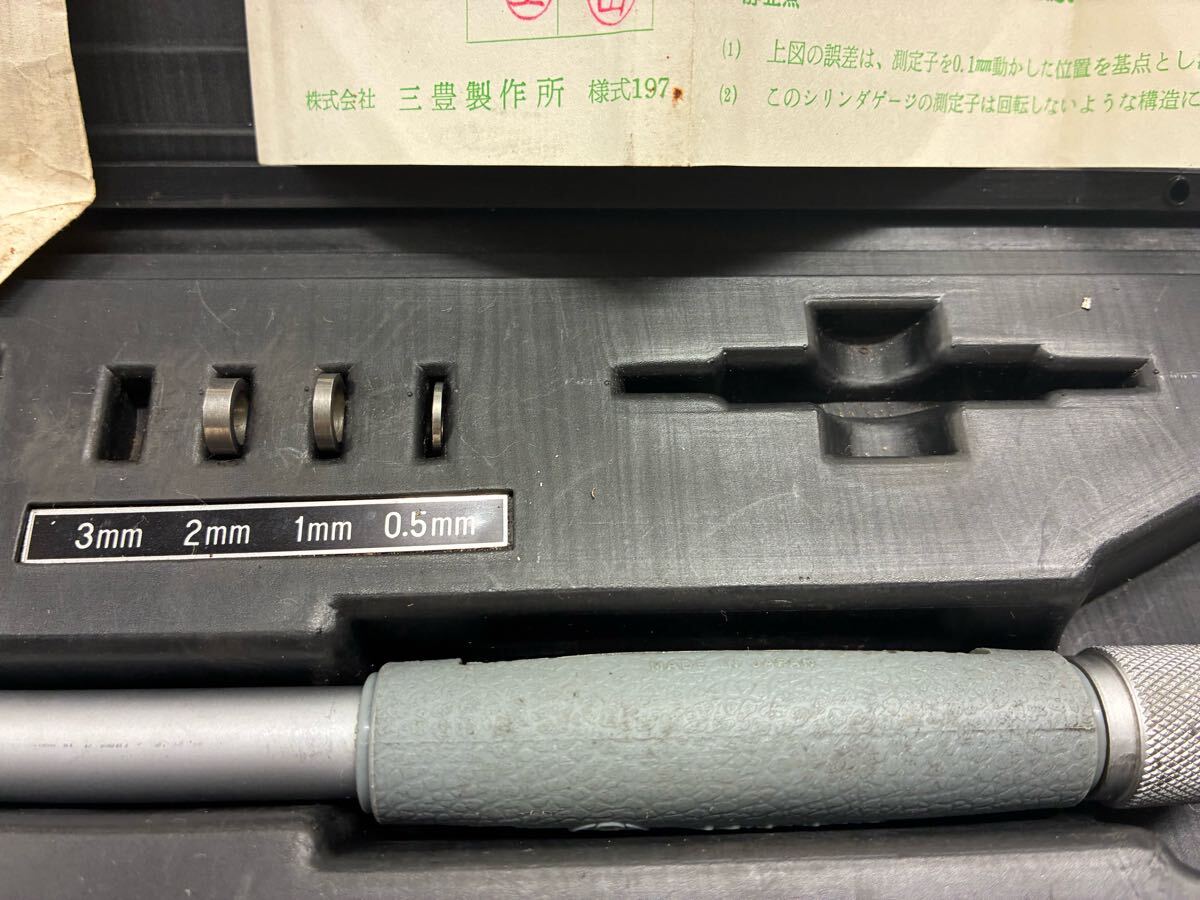 静止点
株式会社 三豊製作所 様式197
(1) 上図の誤差は、測定子を0.1mm動かした位置を基点とし
(2) このシリンダゲージの測定子は回転しないような構造に
3mm 2mm 1mm 0.5mm
MADE IN JAPAN